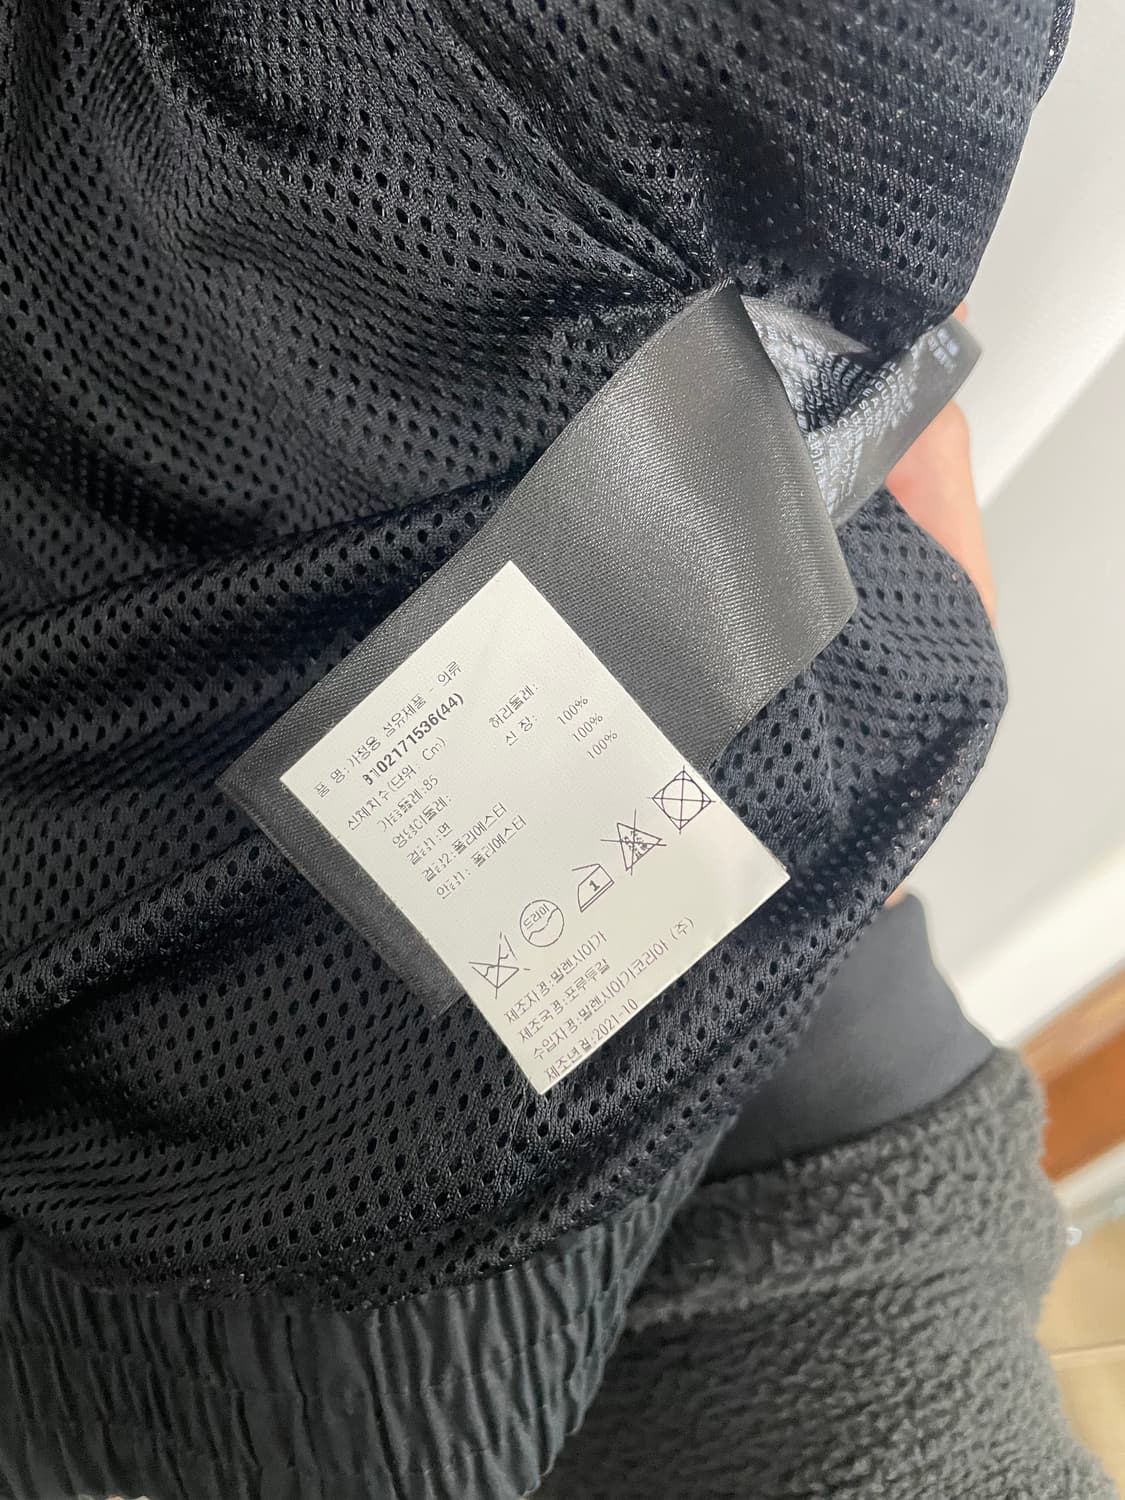 품 명:가정용 섬유제품 - 의류
8102171536(44)
신체치수(단위 Cm)
가슴둘레:85 허리둘레:
엉덩이둘레: 신 장:
겉감1:면 100%
겉감2:폴리에스터 100%
안감1: 폴리에스터 100%
드라이
1
제조자명:발렌시아가
제조국명:포루투갈
수입자명:발렌시아가코리아 (주)
제조년월:2021-10